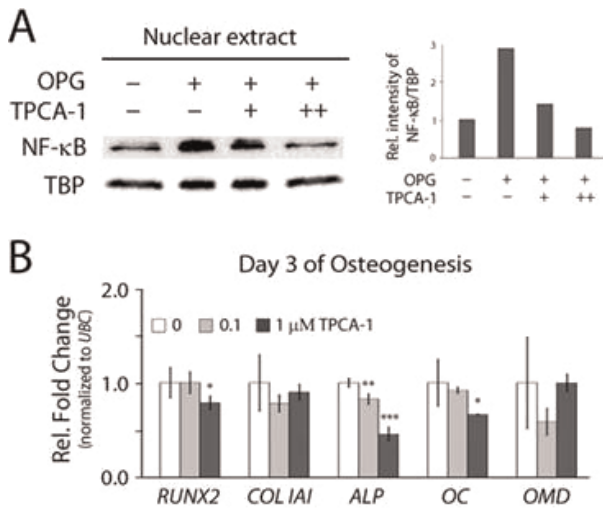 A
Nuclear extract
OPG − + + +
TPCA-1 − − + ++
NF-κB
TBP
Rel. intensity of
NF-κB/TBP
3
2
1
0
OPG − + + +
TPCA-1 − − + ++
B
Day 3 of Osteogenesis
Rel. Fold Change
(normalized to UBC)
2.0
1.0
0.0
0 0.1 1 μM TPCA-1
* ** *** *
RUNX2 COL IAI ALP OC OMD